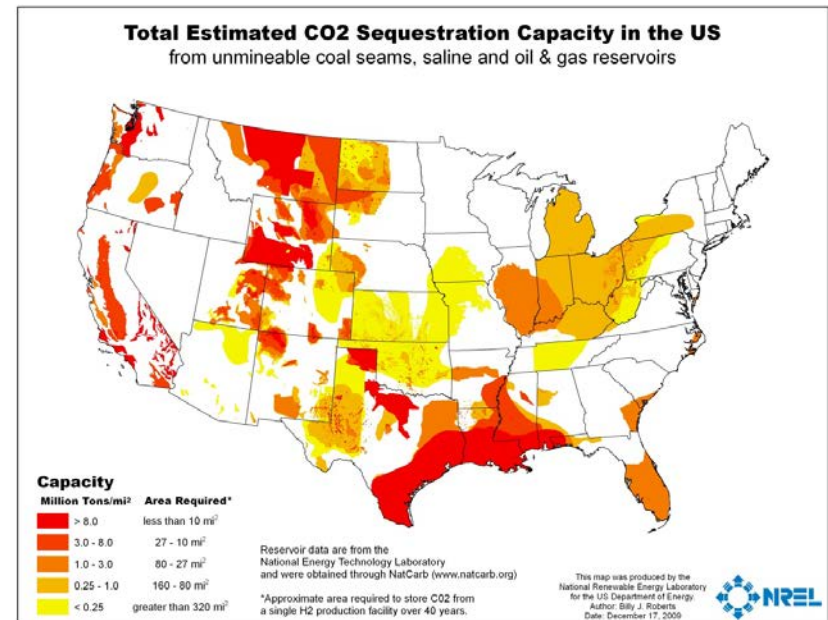 Total Estimated CO2 Sequestration Capacity in the US
from unmineable coal seams, saline and oil & gas reservoirs
Capacity
Million Tons/mi² Area Required*
> 8.0 less than 10 mi²
3.0 - 8.0 27 - 10 mi²
1.0 - 3.0 80 - 27 mi²
0.25 - 1.0 160 - 80 mi²
< 0.25 greater than 320 mi²
Reservoir data are from the
National Energy Technology Laboratory
and were obtained through NatCarb (www.natcarb.org)
*Approximate area required to store C02 from
a single H2 production facility over 40 years.
This map was produced by the
National Renewable Energy Laboratory
for the US Department of Energy.
Author: Billy J. Roberts
Date: December 17, 2009
NREL